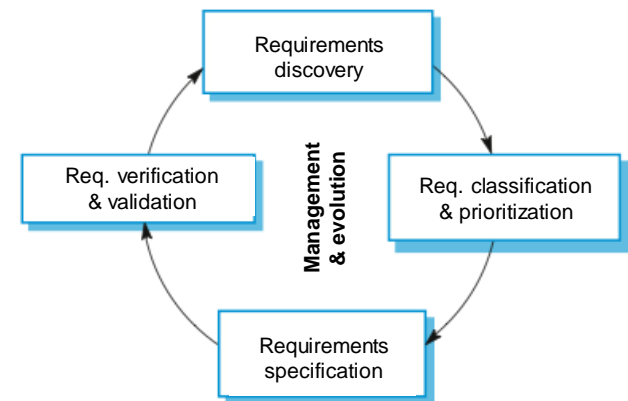 Requirements
discovery
Req. classification
& prioritization
Requirements
specification
Req. verification
& validation
Management
& evolution